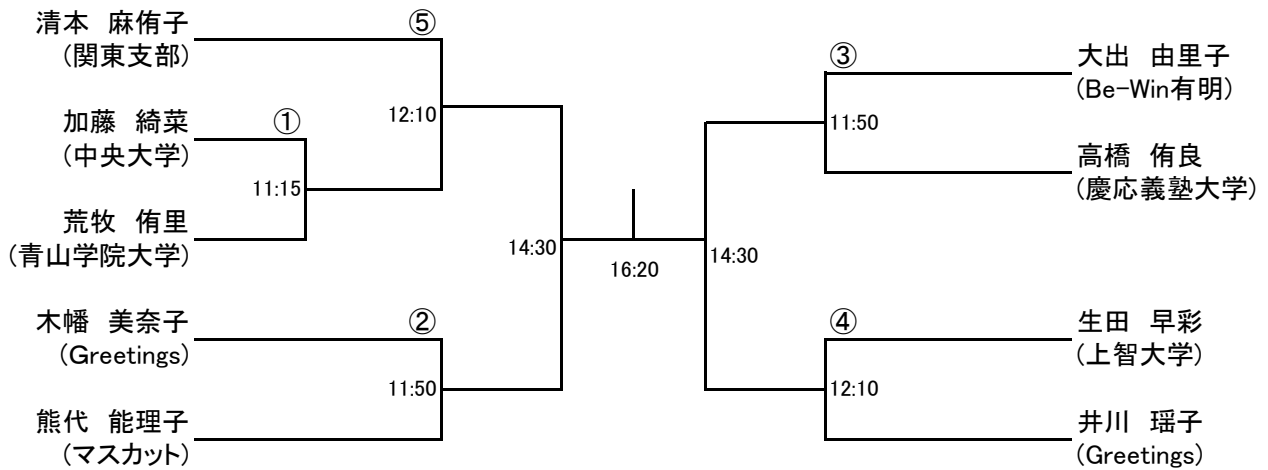 清本　麻侑子
(関東支部)
⑤
加藤　綺菜
(中央大学)
①
12:10
11:15
荒牧　侑里
(青山学院大学)
14:30
木幡　美奈子
(Greetings)
②
11:50
熊代　能理子
(マスカット)
16:20
③
大出　由里子
(Be-Win有明)
11:50
高橋　侑良
(慶応義塾大学)
14:30
④
生田　早彩
(上智大学)
12:10
井川　瑶子
(Greetings)